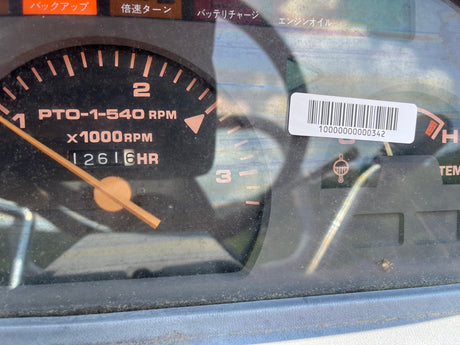 バックアップ
倍速ターン
バッテリチャージ
エンジンオイル
2
PTO-1-540 RPM
1
x1000RPM
12616HR
3
10000000000342
H
TEM